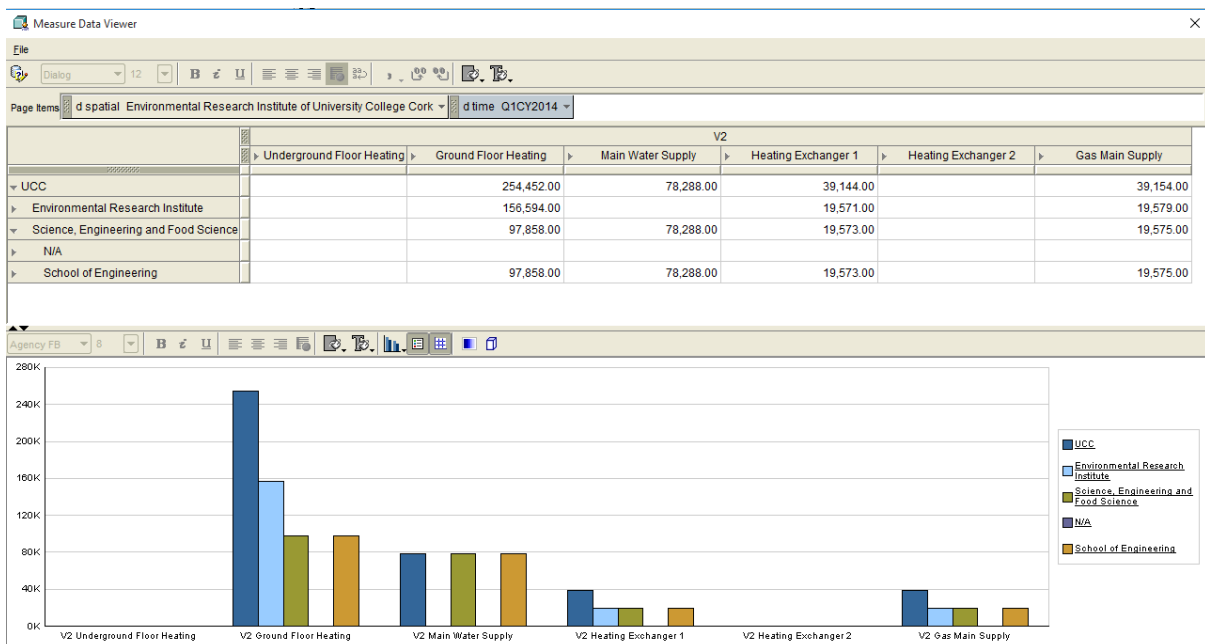 Measure Data Viewer
File
Dialog 12 B i U
Page Items d spatial Environmental Research Institute of University College Cork d time Q1CY2014
V2
Underground Floor Heating Ground Floor Heating Main Water Supply Heating Exchanger 1 Heating Exchanger 2 Gas Main Supply
UCC 254,452.00 78,288.00 39,144.00 39,154.00
Environmental Research Institute 156,594.00 19,571.00 19,579.00
Science, Engineering and Food Science 97,858.00 78,288.00 19,573.00 19,575.00
N/A
School of Engineering 97,858.00 78,288.00 19,573.00 19,575.00
Agency FB 8 B i U
280K
240K
200K
160K
120K
80K
40K
0K
V2 Underground Floor Heating V2 Ground Floor Heating V2 Main Water Supply V2 Heating Exchanger 1 V2 Heating Exchanger 2 V2 Gas Main Supply
UCC
Environmental Research
Institute
Science, Engineering and
Food Science
N/A
School of Engineering